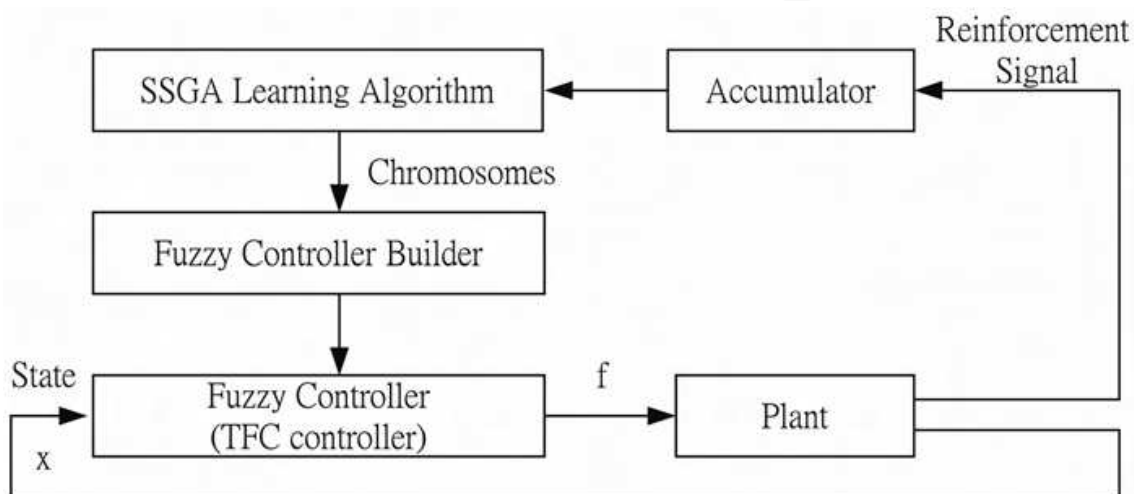 Reinforcement
Signal
SSGA Learning Algorithm
Accumulator
Chromosomes
Fuzzy Controller Builder
State
Fuzzy Controller
(TFC controller)
f
Plant
x